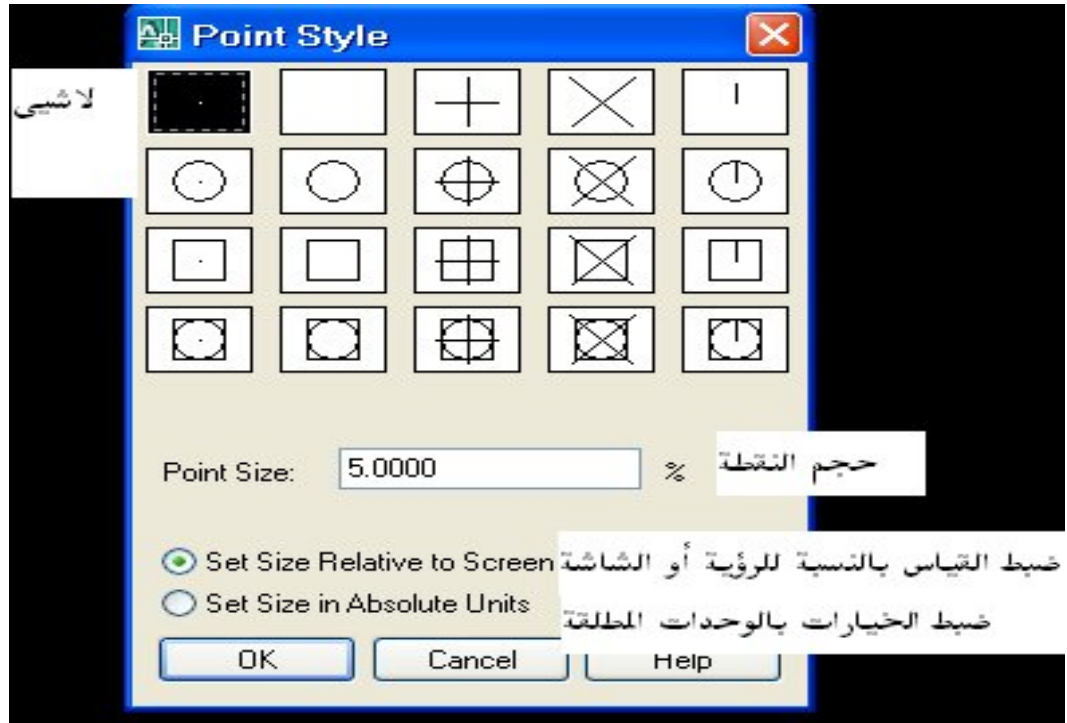 Point Style
لاشيى
Point Size: 5.0000 % حجم النقطة
Set Size Relative to Screen ضبط القياس بالنسبة للرؤية أو الشاشة
Set Size in Absolute Units ضبط الخيارات بالوحدات المطلقة
OK Cancel Help